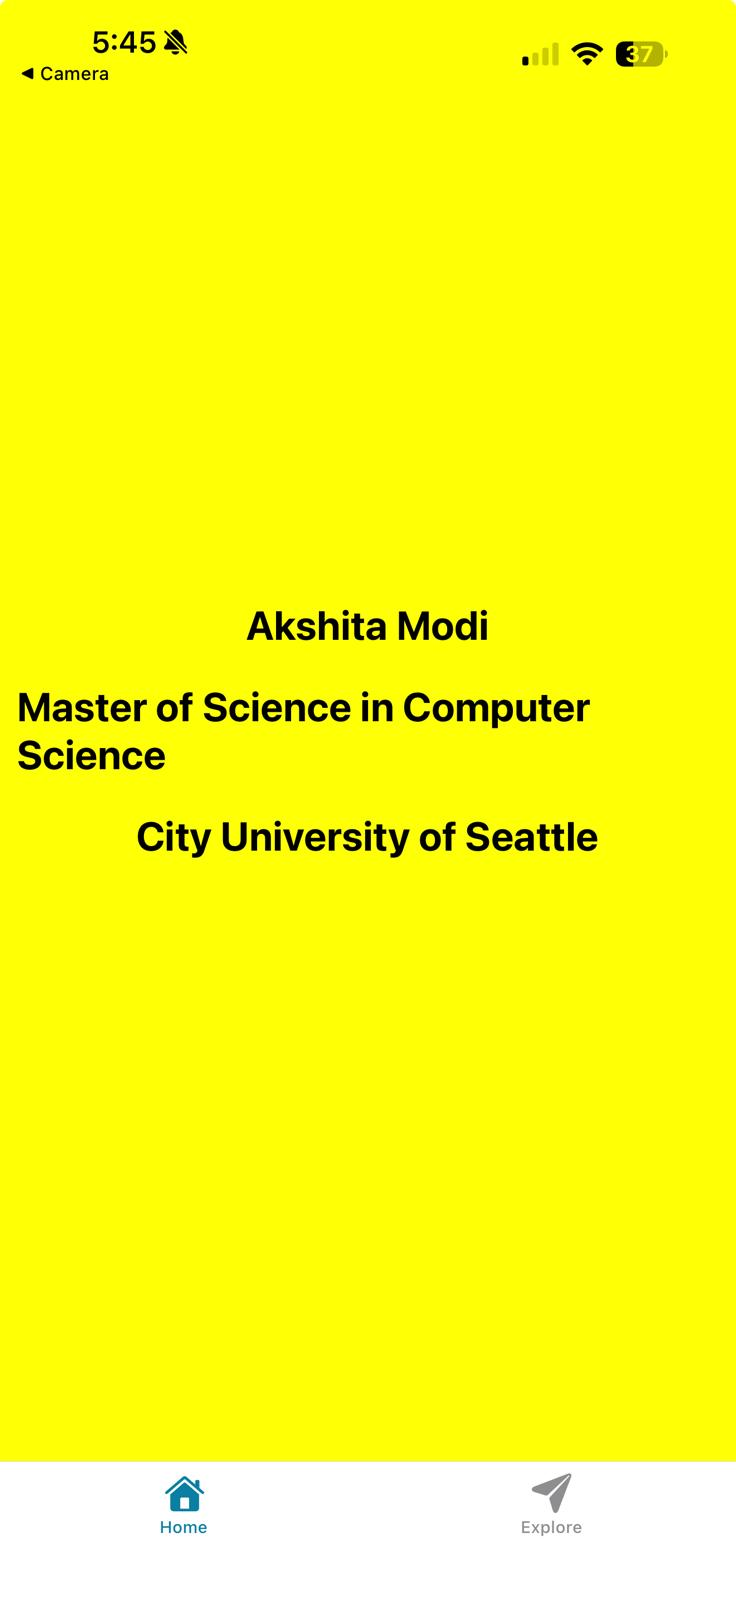 5:45
37
◀ Camera
Akshita Modi
Master of Science in Computer
Science
City University of Seattle
Home
Explore